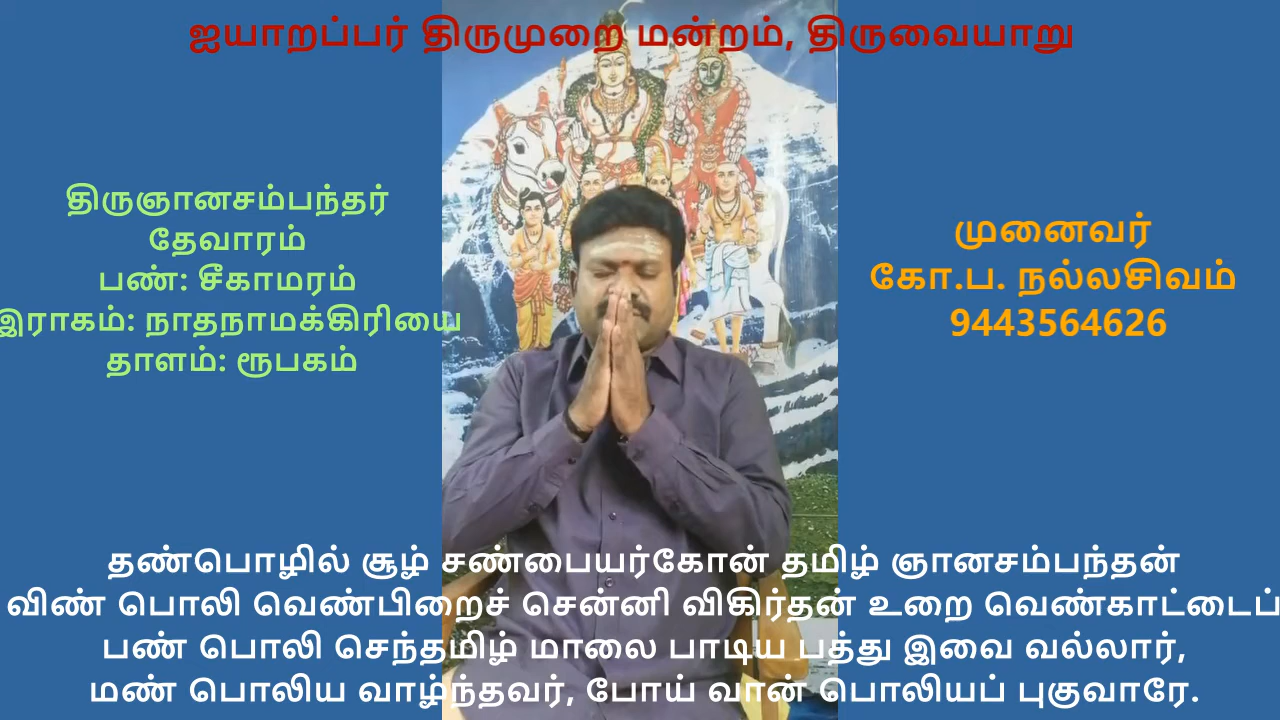 ஐயாறப்பர் திருமுறை மன்றம், திருவையாறு
திருஞானசம்பந்தர்
தேவாரம்
பண்: சீகாமரம்
இராகம்: நாதநாமக்கிரியை
தாளம்: ரூபகம்
முனைவர்
கோ.ப. நல்லசிவம்
9443564626
தண்பொழில் சூழ் சண்பையர்கோன் தமிழ் ஞானசம்பந்தன்
விண் பொலி வெண்பிறைச் சென்னி விகிர்தன் உறை வெண்காட்டைப்
பண் பொலி செந்தமிழ் மாலை பாடிய பத்து இவை வல்லார்,
மண் பொலிய வாழ்ந்தவர், போய் வான் பொலியப் புகுவாரே.